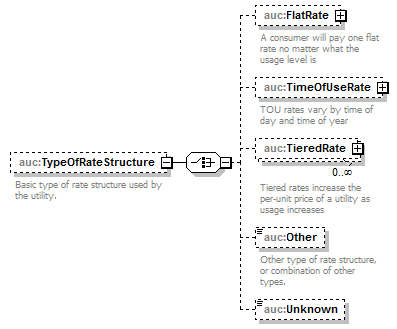 auc:FlatRate
A consumer will pay one flat
rate no matter what the
usage level is
auc:TimeOfUseRate
TOU rates vary by time of
day and time of year
auc:TieredRate
0..∞
Tiered rates increase the
per-unit price of a utility as
usage increases
auc:TypeOfRateStructure
Basic type of rate structure used by
the utility.
auc:Other
Other type of rate structure,
or combination of other
types.
auc:Unknown